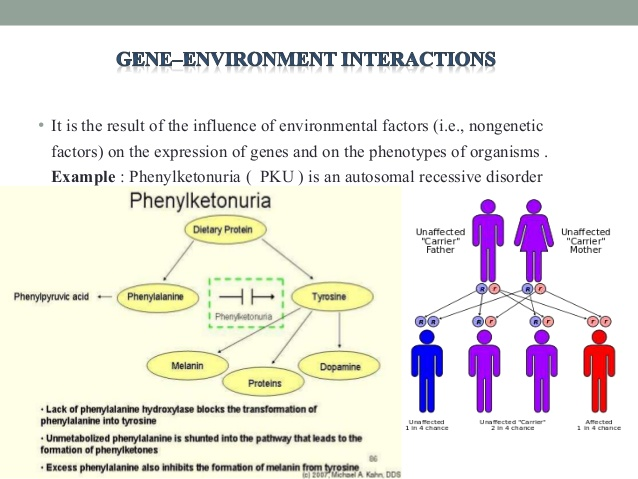 GENE–ENVIRONMENT INTERACTIONS
• It is the result of the influence of environmental factors (i.e., nongenetic
factors) on the expression of genes and on the phenotypes of organisms .
Example : Phenylketonuria ( PKU ) is an autosomal recessive disorder
Phenylketonuria
Dietary Protein
Phenylpyruvic acid
Phenylalanine
Tyrosine
Phenylketonuria
Melanin
Proteins
Dopamine
• Lack of phenylalanine hydroxylase blocks the transformation of
phenylalanine into tyrosine
• Unmetabolized phenylalanine is shunted into the pathway that leads to the
formation of phenylketones
• Excess phenylalanine also inhibits the formation of melanin from tyrosine
86
(c) 2007, Michael A. Kahn, DDS
Unaffected
"Carrier"
Father
Unaffected
"Carrier"
Mother
R r R r
R R R r R r r r
Unaffected
1 in 4 chance
Unaffected "Carrier"
2 in 4 chance
Affected
1 in 4 chance